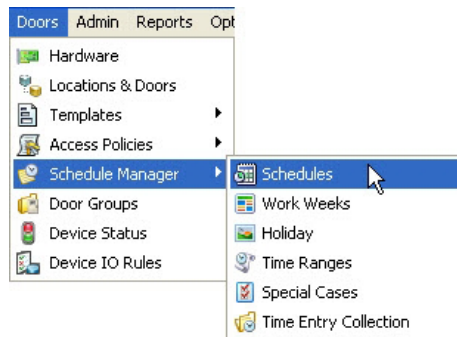 Doors Admin Reports Opt
Hardware
Locations & Doors
Templates
Access Policies
Schedule Manager
Door Groups
Device Status
Device IO Rules
Schedules
Work Weeks
Holiday
Time Ranges
Special Cases
Time Entry Collection